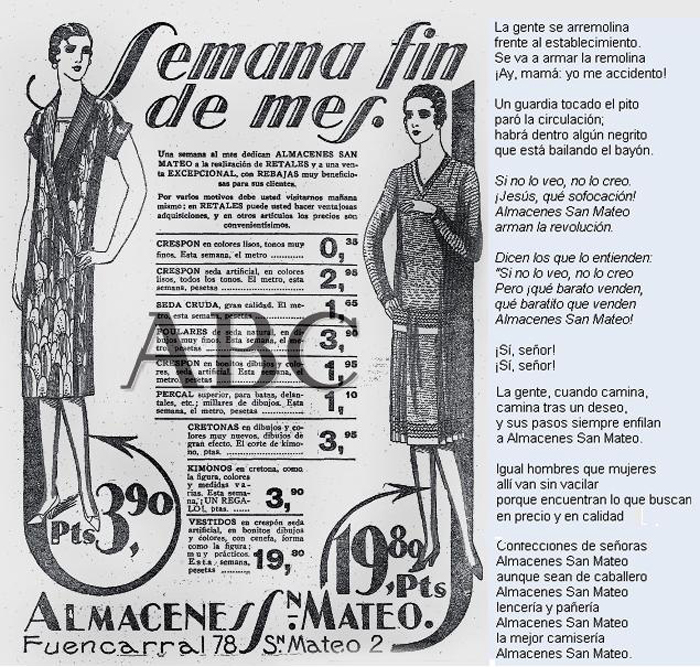 Semana fin
de mes.
Una semana al mes dedican ALMACENES SAN
MATEO a la realización de RETALES y a una ven-
ta EXCEPCIONAL, con REBAJAS muy beneficio-
sas para sus clientes.
Por varios motivos debe usted visitarnos mañana
mismo; en RETALES puede usted hacer ventajosas
adquisiciones, y en otros artículos los precios son
convenientísimos.
CRESPON en colores lisos, tonos muy
finos. Esta semana, el metro ............ 0,35
CRESPON seda artificial, en colores
lisos, todos los tonos. El metro, esta
semana, pesetas ........................ 2,95
SEDA CRUDA, gran calidad. El me-
tro, esta semana, pesetas ............ 1,65
FOULARES de seda natural, en di-
bujos muy finos. Esta semana, el me-
tro, pesetas ........................ 3,90
CRESPON en bonitos dibujos y colo-
res, seda artificial. Esta semana, el
metro, pesetas ........................ 1,95
PERCAL superior, para batas, delan-
tales, etc.; millares de dibujos. Esta
semana, el metro, pesetas ............ 1,10
CRETONAS en dibujos y co-
lores muy nuevos, dibujos de
gran efecto. El corte de kimo-
no, ptas. ............ 3,95
KIMONOS en cretona, como
la figura, colores
y medidas va-
rias. Esta sema-
na, ¡UN REGA-
LO!, ptas. ...... 3,90
VESTIDOS en crespón seda
artificial, en bonitos dibujos
y colores, con cenefa, forma
como la figura;
muy prácticos.
Esta semana,
pesetas ............ 19,80
ABC
Pts 3,90
19,80 Pts
ALMACENES SN. MATEO.
Fuencarral 78 Sn Mateo 2
La gente se arremolina
frente al establecimiento.
Se va a armar la remolina
¡Ay, mamá: yo me accidento!
Un guardia tocado el pito
paró la circulación;
habrá dentro algún negrito
que está bailando el bayón.
Si no lo veo, no lo creo.
¡Jesús, qué sofocación!
Almacenes San Mateo
arman la revolución.
Dicen los que lo entienden:
"Si no lo veo, no lo creo
Pero ¡qué barato venden,
qué baratito que venden
Almacenes San Mateo!
¡Sí, señor!
¡Sí, señor!
La gente, cuando camina,
camina tras un deseo,
y sus pasos siempre enfilan
a Almacenes San Mateo.
Igual hombres que mujeres
allí van sin vacilar
porque encuentran lo que buscan
en precio y en calidad
Confecciones de señoras
Almacenes San Mateo
aunque sean de caballero
Almacenes San Mateo
lencería y pañería
Almacenes San Mateo
la mejor camisería
Almacenes San Mateo.